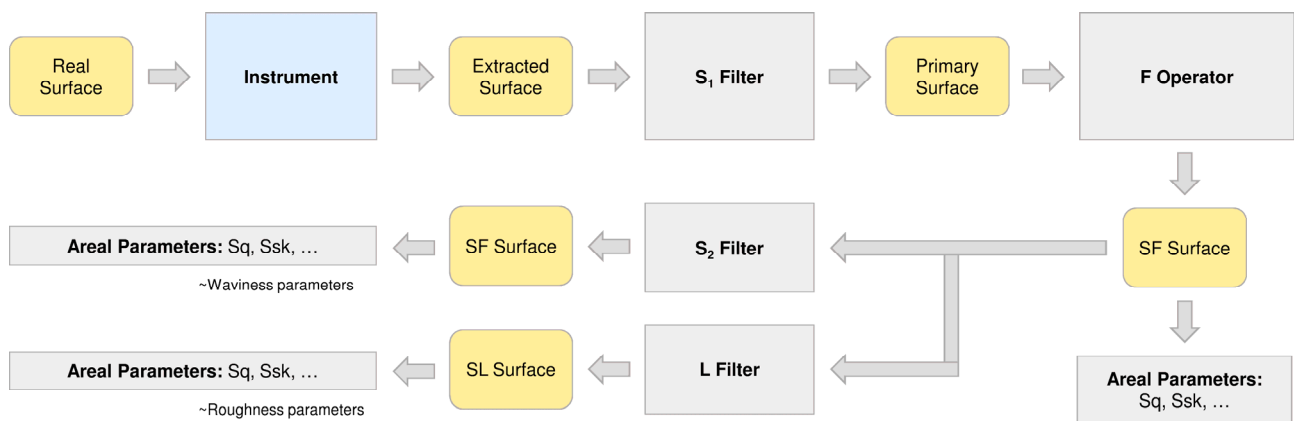 Real
Surface
Instrument
Extracted
Surface
S₁ Filter
Primary
Surface
F Operator
Areal Parameters: Sq, Ssk, …
~Waviness parameters
SF Surface
S₂ Filter
SF Surface
Areal Parameters: Sq, Ssk, …
~Roughness parameters
SL Surface
L Filter
Areal Parameters:
Sq, Ssk, …